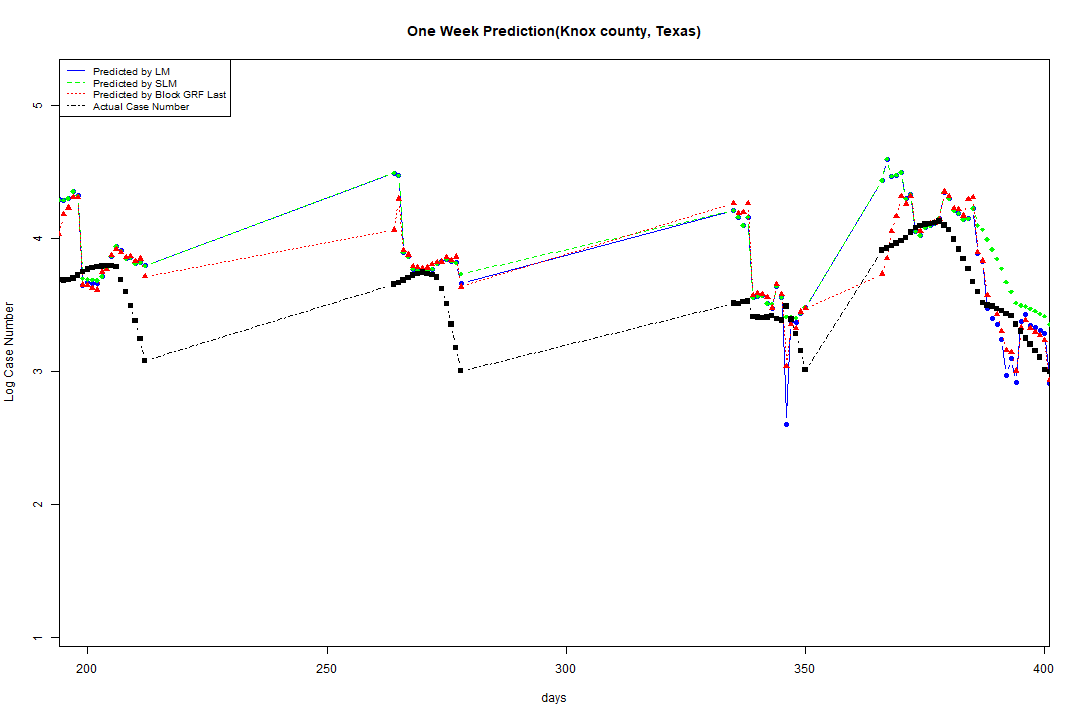 One Week Prediction(Knox county, Texas)
Predicted by LM
Predicted by SLM
Predicted by Block GRF Last
Actual Case Number
5
4
3
2
1
Log Case Number
200
250
300
350
400
days